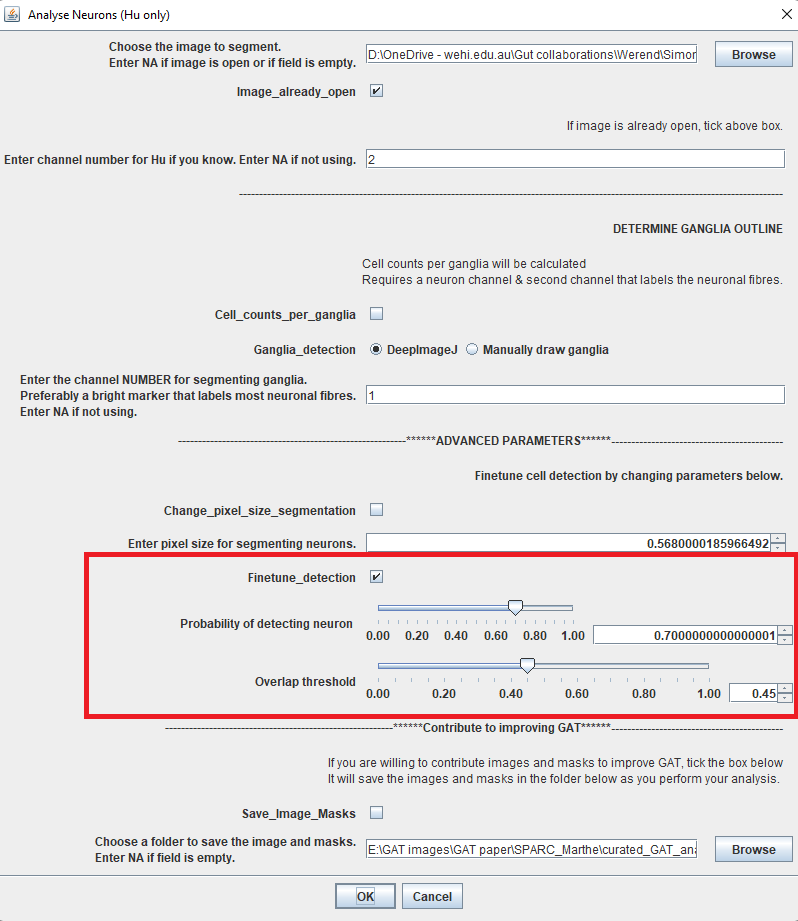 Analyse Neurons (Hu only)
Choose the image to segment.
Enter NA if image is open or if field is empty.
D:\OneDrive - wehi.edu.au\Gut collaborations\Werend\Simor
Browse
Image_already_open
If image is already open, tick above box.
Enter channel number for Hu if you know. Enter NA if not using.
2
DETERMINE GANGLIA OUTLINE
Cell counts per ganglia will be calculated
Requires a neuron channel & second channel that labels the neuronal fibres.
Cell_counts_per_ganglia
Ganglia_detection
DeepImageJ
Manually draw ganglia
Enter the channel NUMBER for segmenting ganglia.
Preferably a bright marker that labels most neuronal fibres.
Enter NA if not using.
1
******ADVANCED PARAMETERS******
Finetune cell detection by changing parameters below.
Change_pixel_size_segmentation
Enter pixel size for segmenting neurons.
0.5680000185966492
Finetune_detection
Probability of detecting neuron
0.00 0.20 0.40 0.60 0.80 1.00
0.7000000000000001
Overlap threshold
0.00 0.20 0.40 0.60 0.80 1.00
0.45
******Contribute to improving GAT******
If you are willing to contribute images and masks to improve GAT, tick the box below
It will save the images and masks in the folder below as you perform your analysis.
Save_Image_Masks
Choose a folder to save the image and masks.
Enter NA if field is empty.
E:\GAT images\GAT paper\SPARC_Marthe\curated_GAT_ana
Browse
OK
Cancel